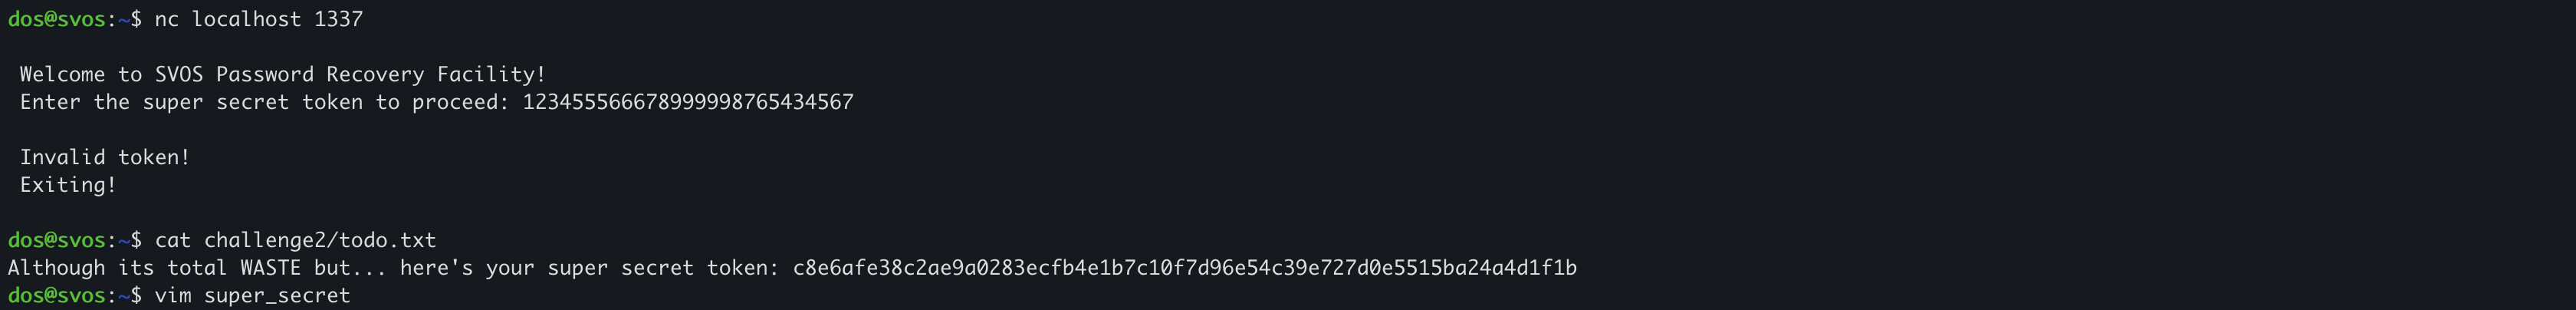 dos@svos:~$ nc localhost 1337
Welcome to SVOS Password Recovery Facility!
Enter the super secret token to proceed: 123455566678999998765434567
Invalid token!
Exiting!
dos@svos:~$ cat challenge2/todo.txt
Although its total WASTE but... here's your super secret token: c8e6afe38c2ae9a0283ecfb4e1b7c10f7d96e54c39e727d0e5515ba24a4d1f1b
dos@svos:~$ vim super_secret